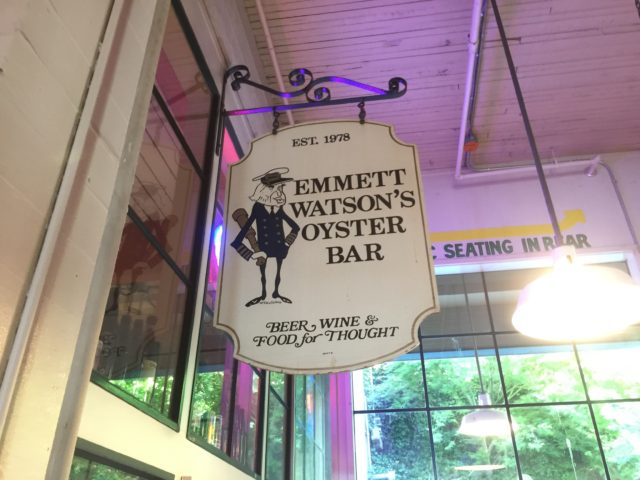 EST. 1978
EMMETT
WATSON'S
OYSTER
BAR
BEER, WINE &
FOOD for THOUGHT
SEATING IN REAR